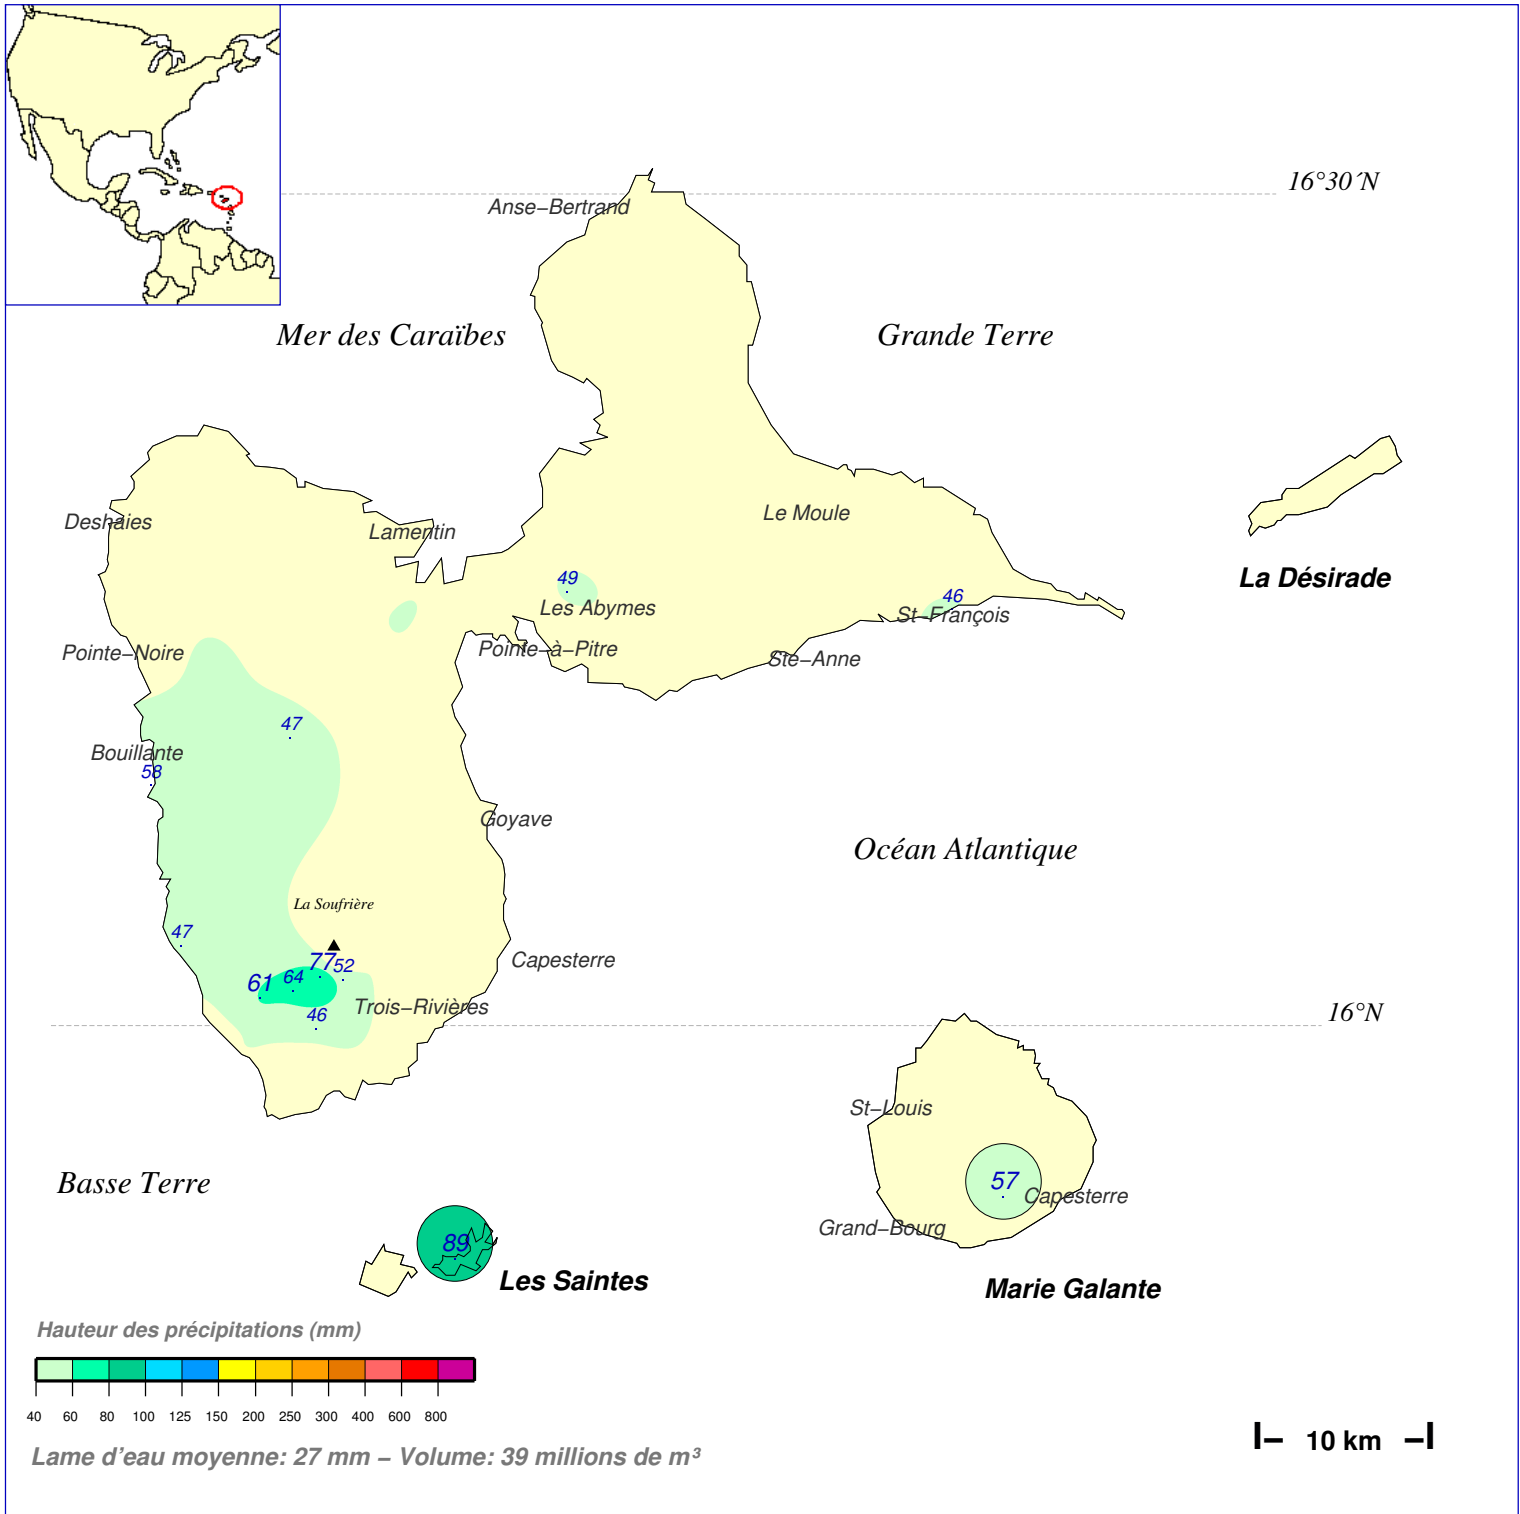 16°30´N
Anse−Bertrand
Mer des Caraïbes
Grande Terre
Deshaies
Lamentin
Le Moule
La Désirade
49
Les Abymes
46
St−François
Pointe−Noire
Pointe−à−Pitre
Ste−Anne
47
Bouillante
58
Goyave
Océan Atlantique
La Soufrière
47
Capesterre
77
52
61
64
Trois−Rivières
46
16°N
St−Louis
Basse Terre
57
Capesterre
Grand−Bourg
89
Les Saintes
Marie Galante
Hauteur des précipitations (mm)
40 60 80 100 125 150 200 250 300 400 600 800
10 km
Lame d'eau moyenne: 27 mm − Volume: 39 millions de m³